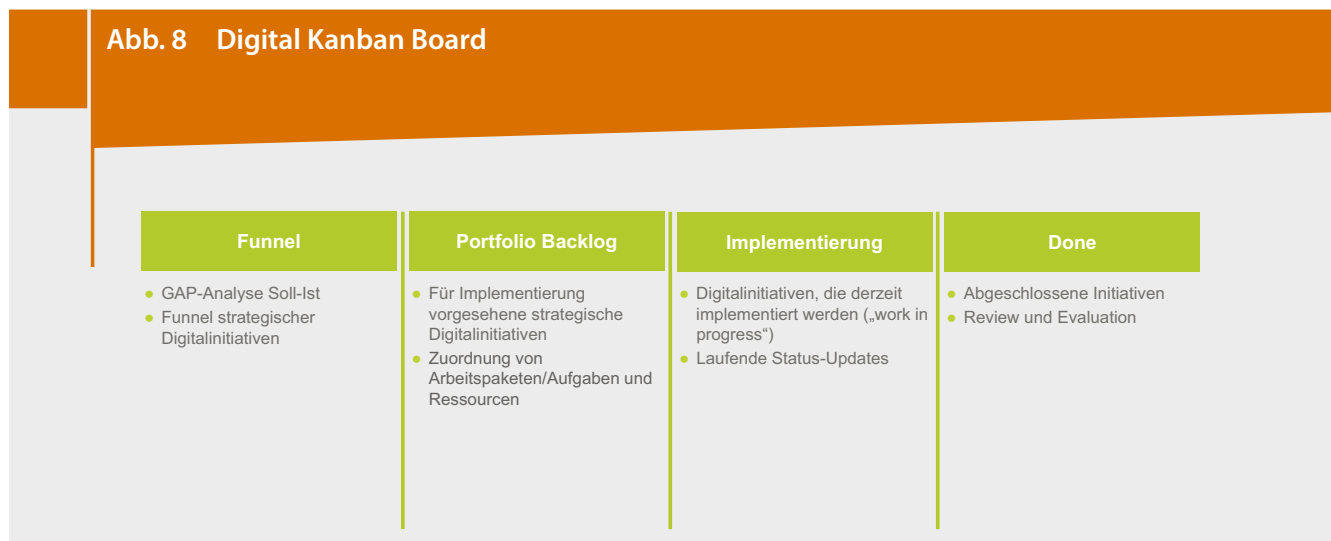 Abb. 8 Digital Kanban Board
Funnel
GAP-Analyse Soll-Ist
Funnel strategischer
Digitalinitiativen
Portfolio Backlog
Für Implementierung
vorgesehene strategische
Digitalinitiativen
Zuordnung von
Arbeitspaketen/Aufgaben und
Ressourcen
Implementierung
Digitalinitiativen, die derzeit
implementiert werden („work in
progress“)
Laufende Status-Updates
Done
Abgeschlossene Initiativen
Review und Evaluation